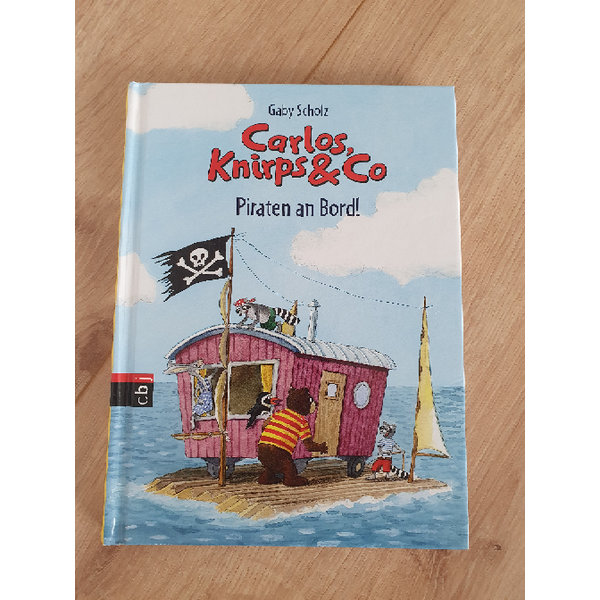 Gaby Scholz
Carlos,
Knirps & Co
Piraten an Bord!
cbj